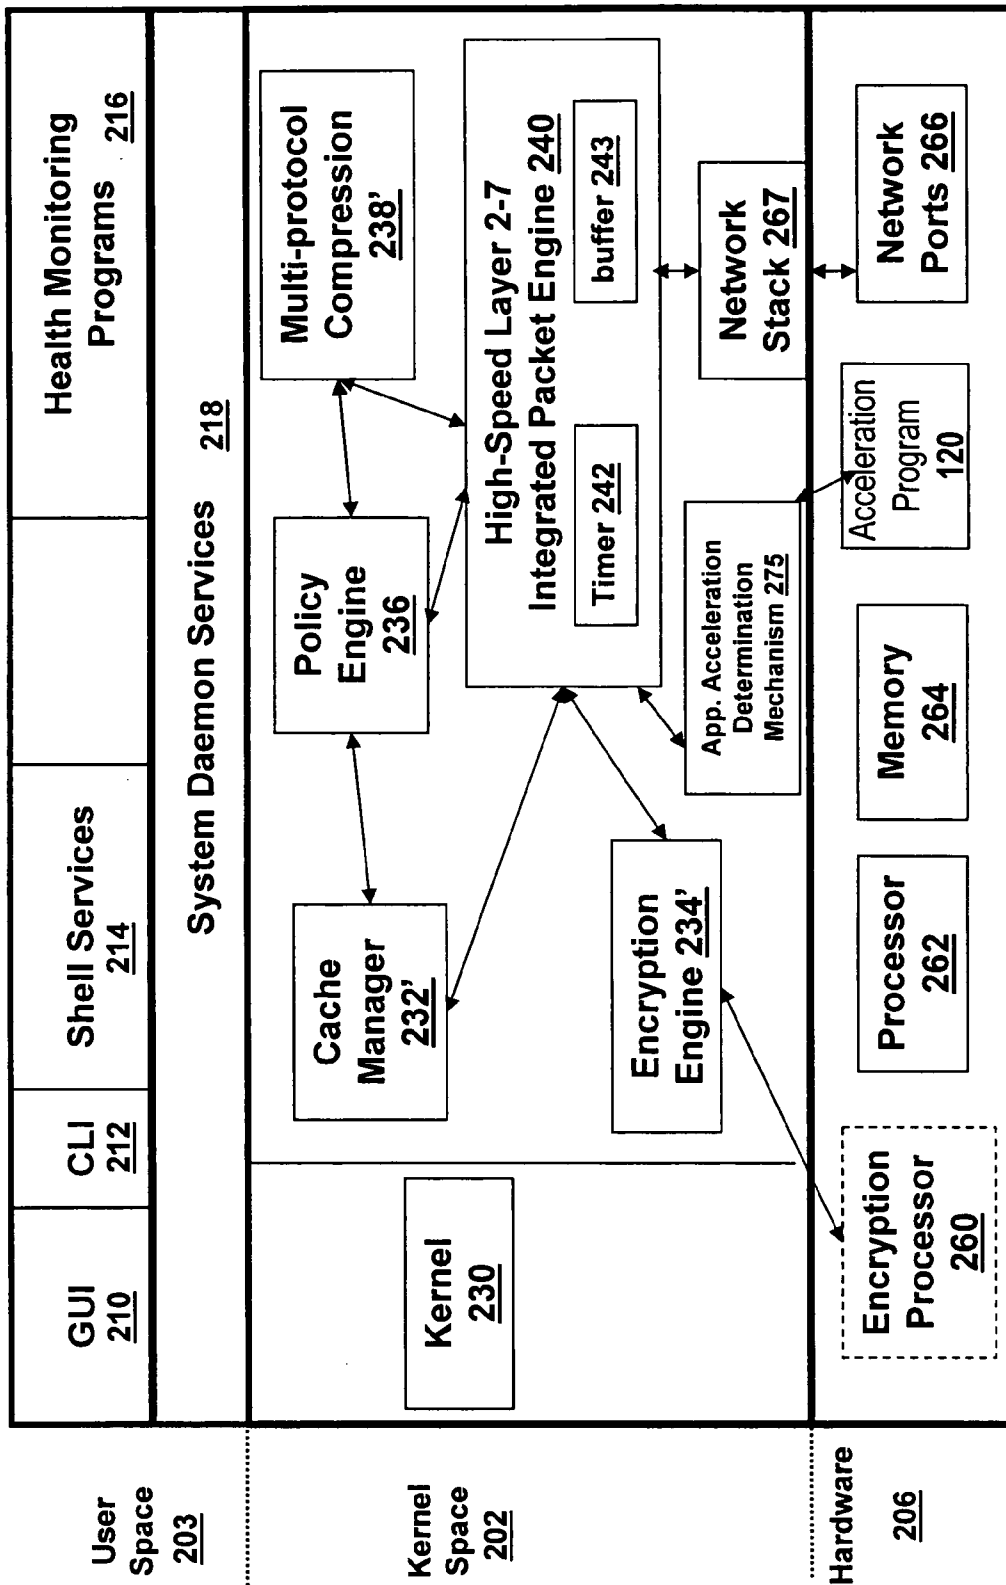 User
Space
203
GUI
210
CLI
212
Shell Services
214
Health Monitoring
Programs 216
System Daemon Services 218
Kernel
Space
202
Kernel
230
Cache
Manager
232'
Policy
Engine
236
Multi-protocol
Compression
238'
High-Speed Layer 2-7
Integrated Packet Engine 240
Timer 242
buffer 243
Encryption
Engine 234'
App. Acceleration
Determination
Mechanism 275
Network
Stack 267
Hardware
206
Encryption
Processor
260
Processor
262
Memory
264
Acceleration
Program
120
Network
Ports 266